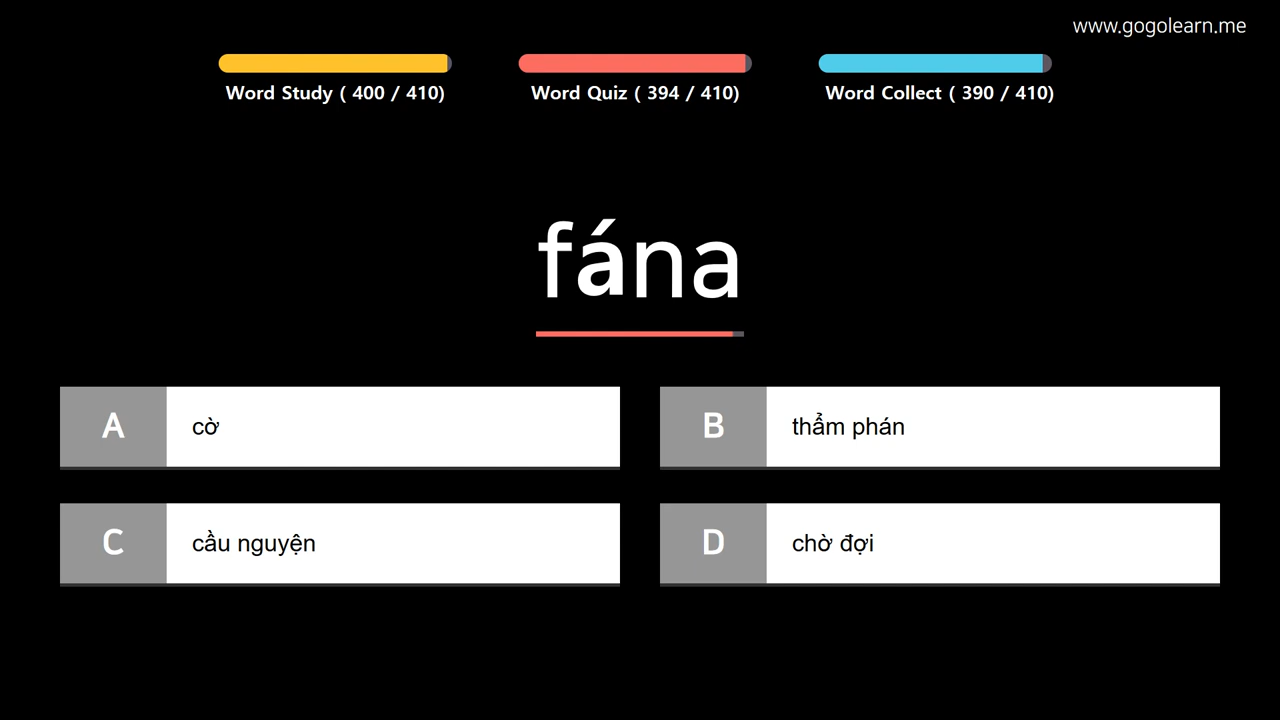 www.gogolearn.me
Word Study ( 400 / 410)
Word Quiz ( 394 / 410)
Word Collect ( 390 / 410)
fána
A cờ
B thẩm phán
C cầu nguyện
D chờ đợi